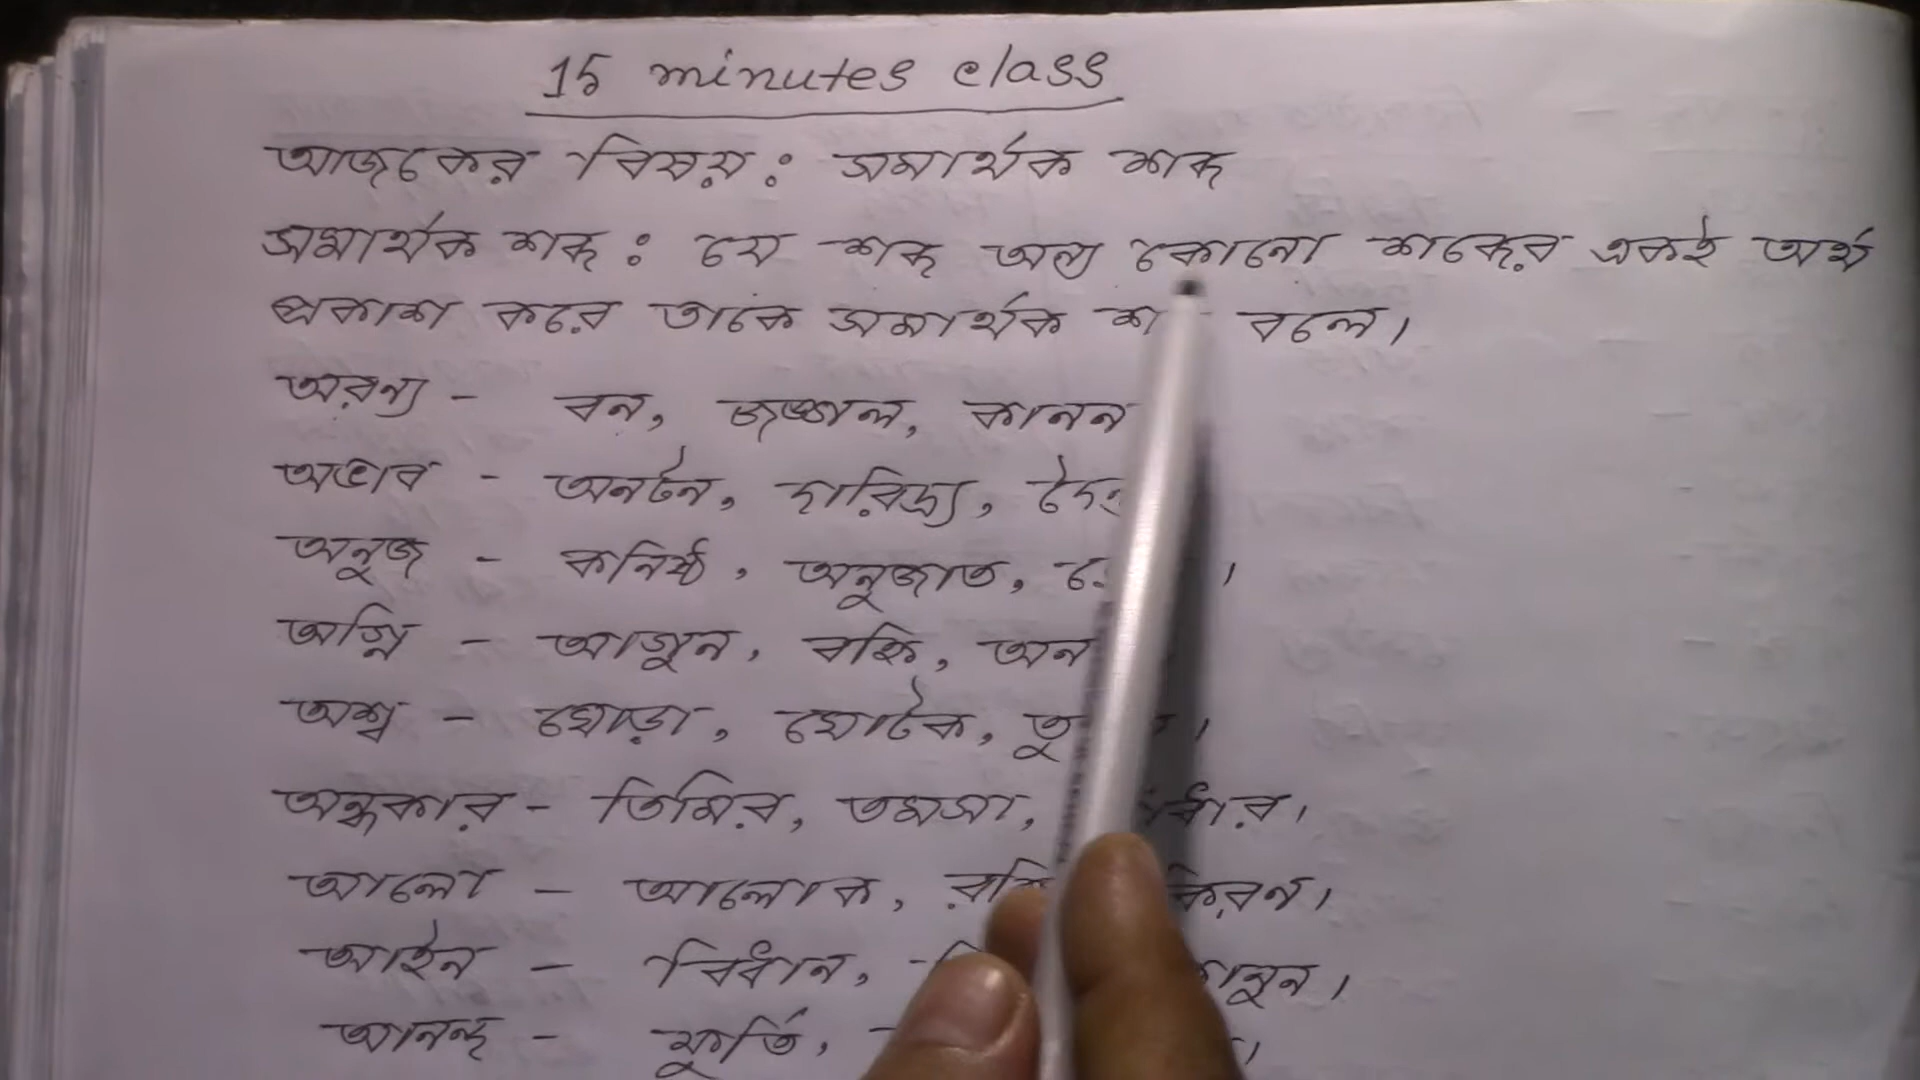 15 minutes class
আজকের বিষয়: সমার্থক শব্দ
সমার্থক শব্দ: যে শব্দ অন্য কোনো শব্দের একই অর্থ
প্রকাশ করে তাকে সমার্থক বলে।
অরণ্য - বন, জঙ্গল, কানন
অভাব - অনটন, দারিদ্র্য,
অনুজ - কনিষ্ঠ, অনুজাত,
অগ্নি - আগুন, বহ্নি,
অশ্ব - ঘোড়া, ঘোটক,
অন্ধকার - তিমির, তমসা,
আলো - আলোক, কিরন।
আইন - বিধান,
আনন্দ - ফুর্তি,